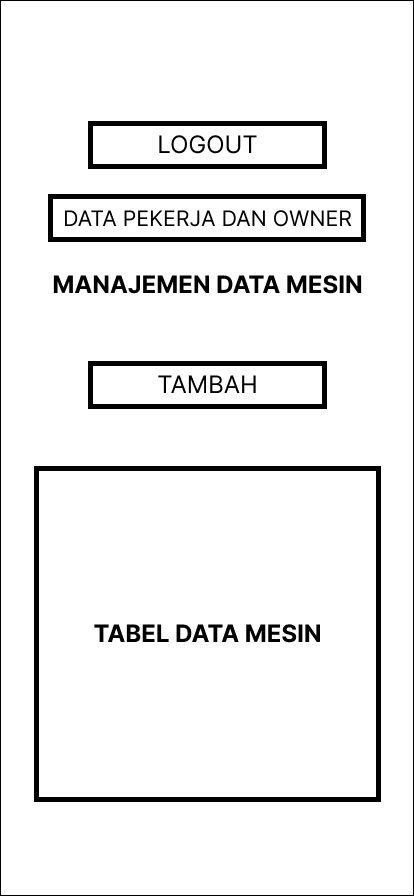 LOGOUT
DATA PEKERJA DAN OWNER
MANAJEMEN DATA MESIN
TAMBAH
TABEL DATA MESIN